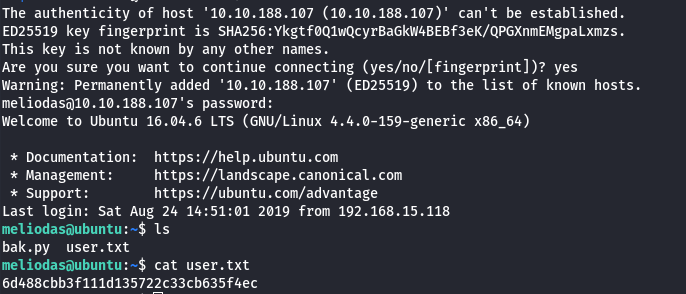 The authenticity of host '10.10.188.107 (10.10.188.107)' can't be established.
ED25519 key fingerprint is SHA256:Ykgtf0Q1wQcyrBaGkW4BEBf3eK/QPGXnmEMgpaLxmzs.
This key is not known by any other names.
Are you sure you want to continue connecting (yes/no/[fingerprint])? yes
Warning: Permanently added '10.10.188.107' (ED25519) to the list of known hosts.
meliodas@10.10.188.107's password:
Welcome to Ubuntu 16.04.6 LTS (GNU/Linux 4.4.0-159-generic x86_64)
 * Documentation:  https://help.ubuntu.com
 * Management:     https://landscape.canonical.com
 * Support:        https://ubuntu.com/advantage
Last login: Sat Aug 24 14:51:01 2019 from 192.168.15.118
meliodas@ubuntu:~$ ls
bak.py  user.txt
meliodas@ubuntu:~$ cat user.txt
6d488cbb3f111d135722c33cb635f4ec